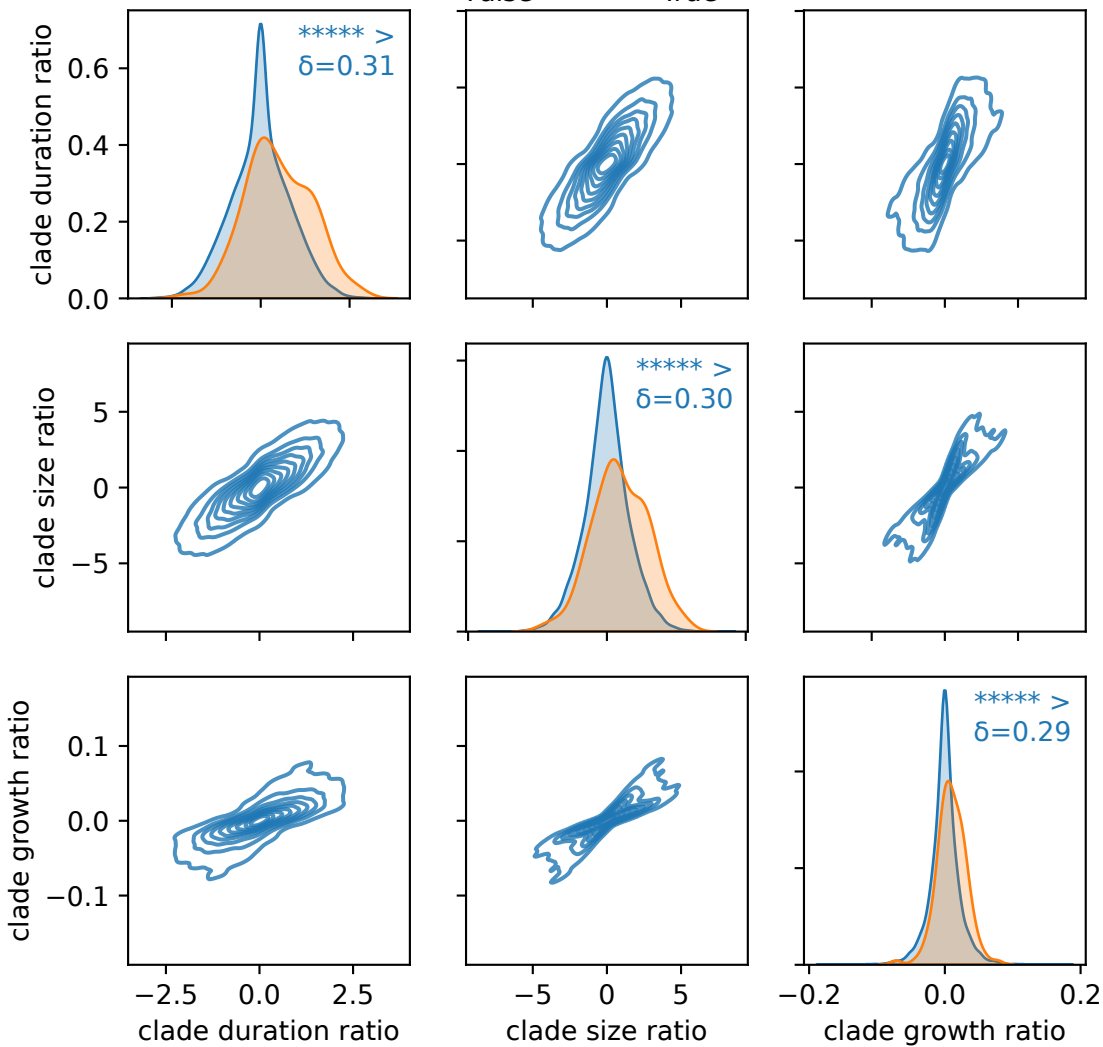 clade duration ratio
0.6
0.4
0.2
0.0
***** >
δ=0.31
clade size ratio
5
0
−5
***** >
δ=0.30
clade growth ratio
0.1
0.0
−0.1
***** >
δ=0.29
−2.5 0.0 2.5
−5 0 5
−0.2 0.0 0.2
clade duration ratio
clade size ratio
clade growth ratio